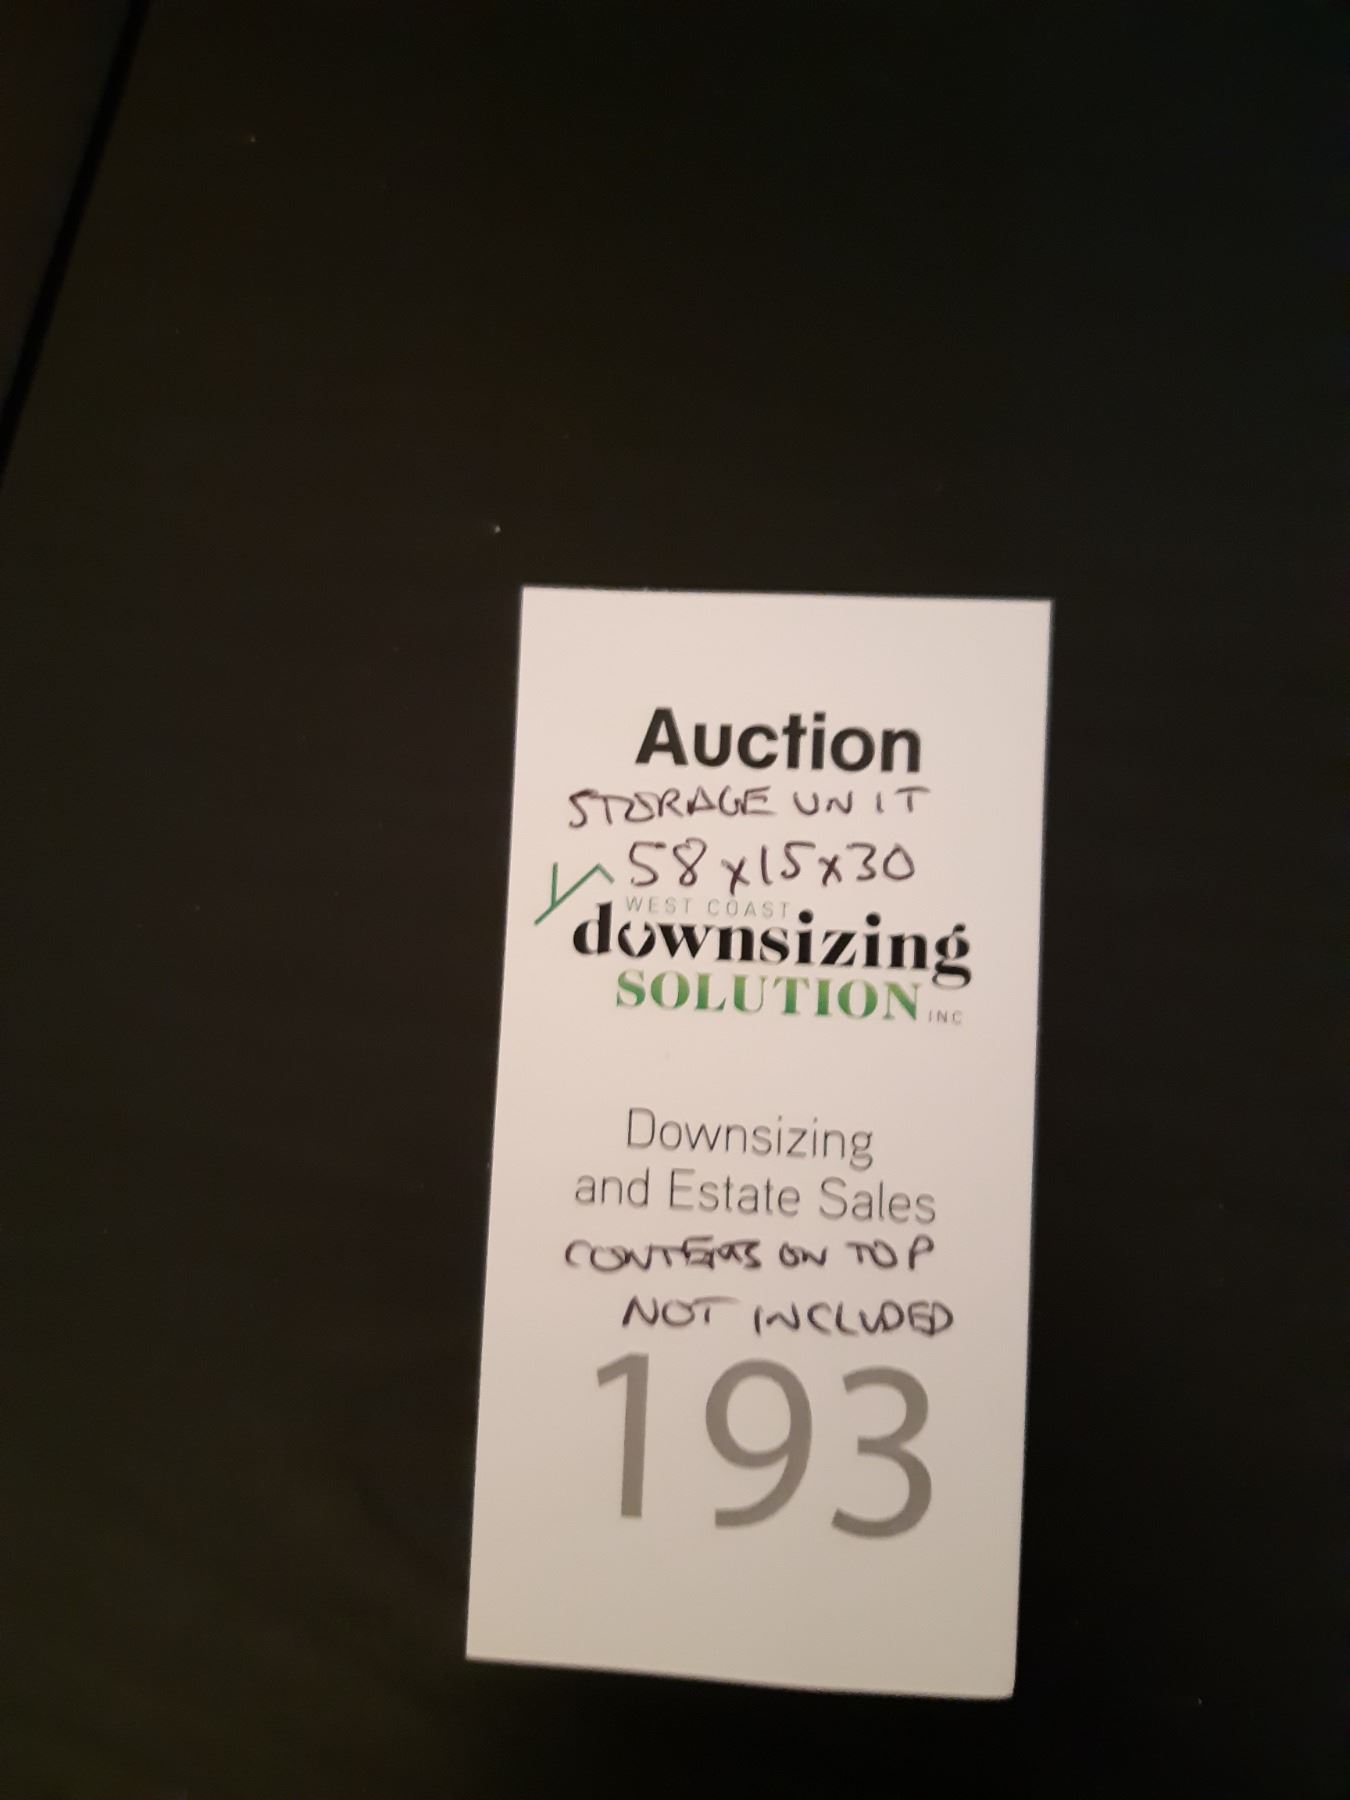 Auction
STORAGE UNIT
58x15x30
WEST COAST
downsizing
SOLUTION INC
Downsizing
and Estate Sales
CONTENTS ON TOP
NOT INCLUDED
193